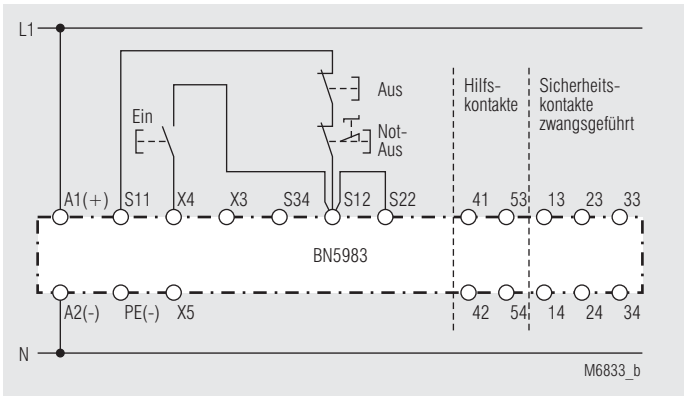 L1
Aus
Hilfs-
kontakte
Sicherheits-
kontakte
zwangsgeführt
Ein
Not-
Aus
A1(+) S11 X4 X3 S34 S12 S22 41 53 13 23 33
BN5983
A2(-) PE(-) X5 42 54 14 24 34
N
M6833_b